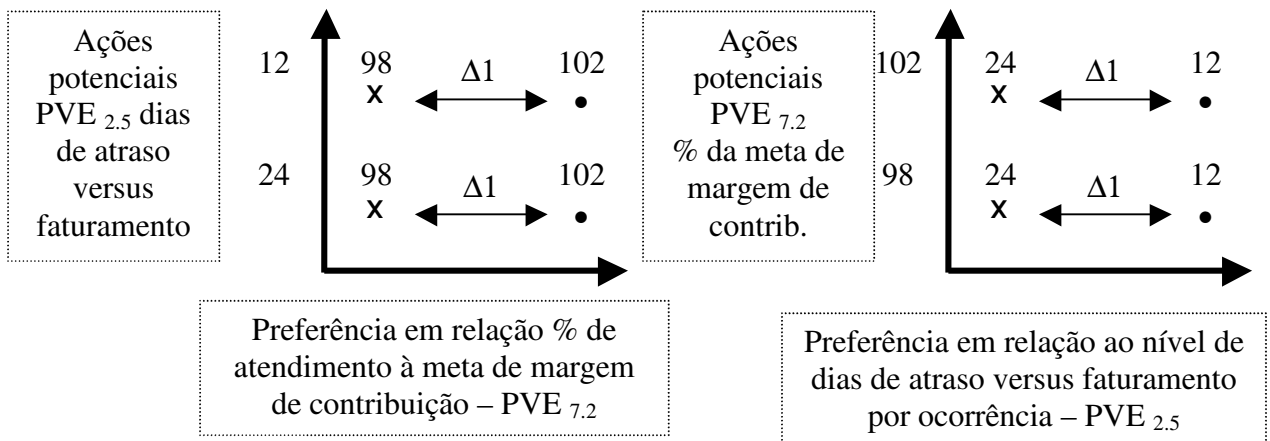 Ações
potenciais
PVE 2.5 dias
de atraso
versus
faturamento
12
98
Δ1
102
x
•
24
98
Δ1
102
x
•
Preferência em relação % de
atendimento à meta de margem
de contribuição – PVE 7.2
Ações
potenciais
PVE 7.2
% da meta de
margem de
contrib.
102
24
Δ1
12
x
•
98
24
Δ1
12
x
•
Preferência em relação ao nível de
dias de atraso versus faturamento
por ocorrência – PVE 2.5